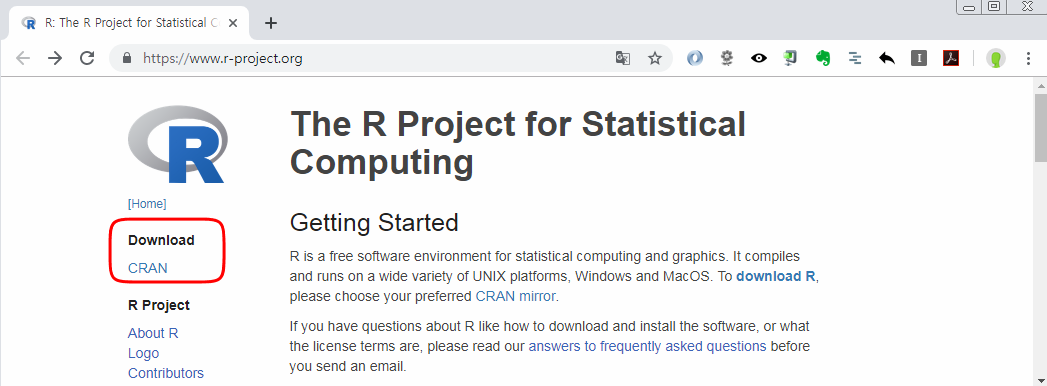 R: The R Project for Statistical C
https://www.r-project.org
R
[Home]
Download
CRAN
R Project
About R
Logo
Contributors
The R Project for Statistical
Computing
Getting Started
R is a free software environment for statistical computing and graphics. It compiles
and runs on a wide variety of UNIX platforms, Windows and MacOS. To download R,
please choose your preferred CRAN mirror.
If you have questions about R like how to download and install the software, or what
the license terms are, please read our answers to frequently asked questions before
you send an email.